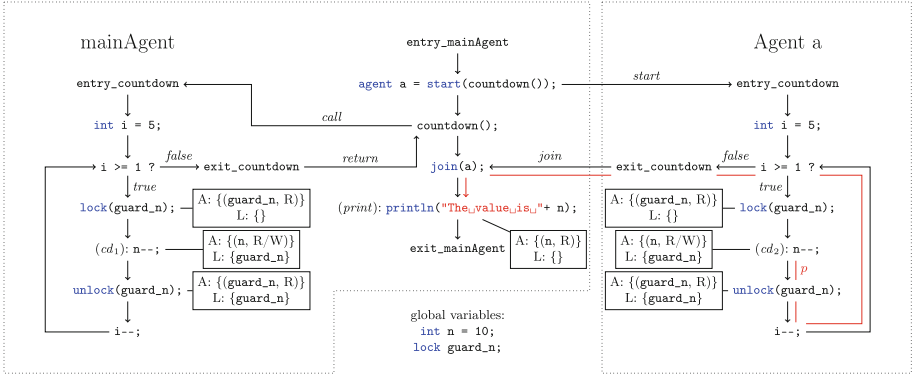 mainAgent
entry_countdown
int i = 5;
i >= 1 ?
false
exit_countdown
true
lock(guard_n);
A: {(guard_n, R)}
L: {}
(cd₁): n--;
A: {(n, R/W)}
L: {guard_n}
unlock(guard_n);
A: {(guard_n, R)}
L: {guard_n}
i--;
call
return
entry_mainAgent
agent a = start(countdown());
countdown();
join(a);
(print): println("The␣value␣is␣"+ n);
exit_mainAgent
A: {(n, R)}
L: {}
global variables:
int n = 10;
lock guard_n;
start
join
Agent a
entry_countdown
int i = 5;
exit_countdown
false
i >= 1 ?
true
A: {(guard_n, R)}
L: {}
lock(guard_n);
A: {(n, R/W)}
L: {guard_n}
(cd₂): n--;
p
A: {(guard_n, R)}
L: {guard_n}
unlock(guard_n);
i--;